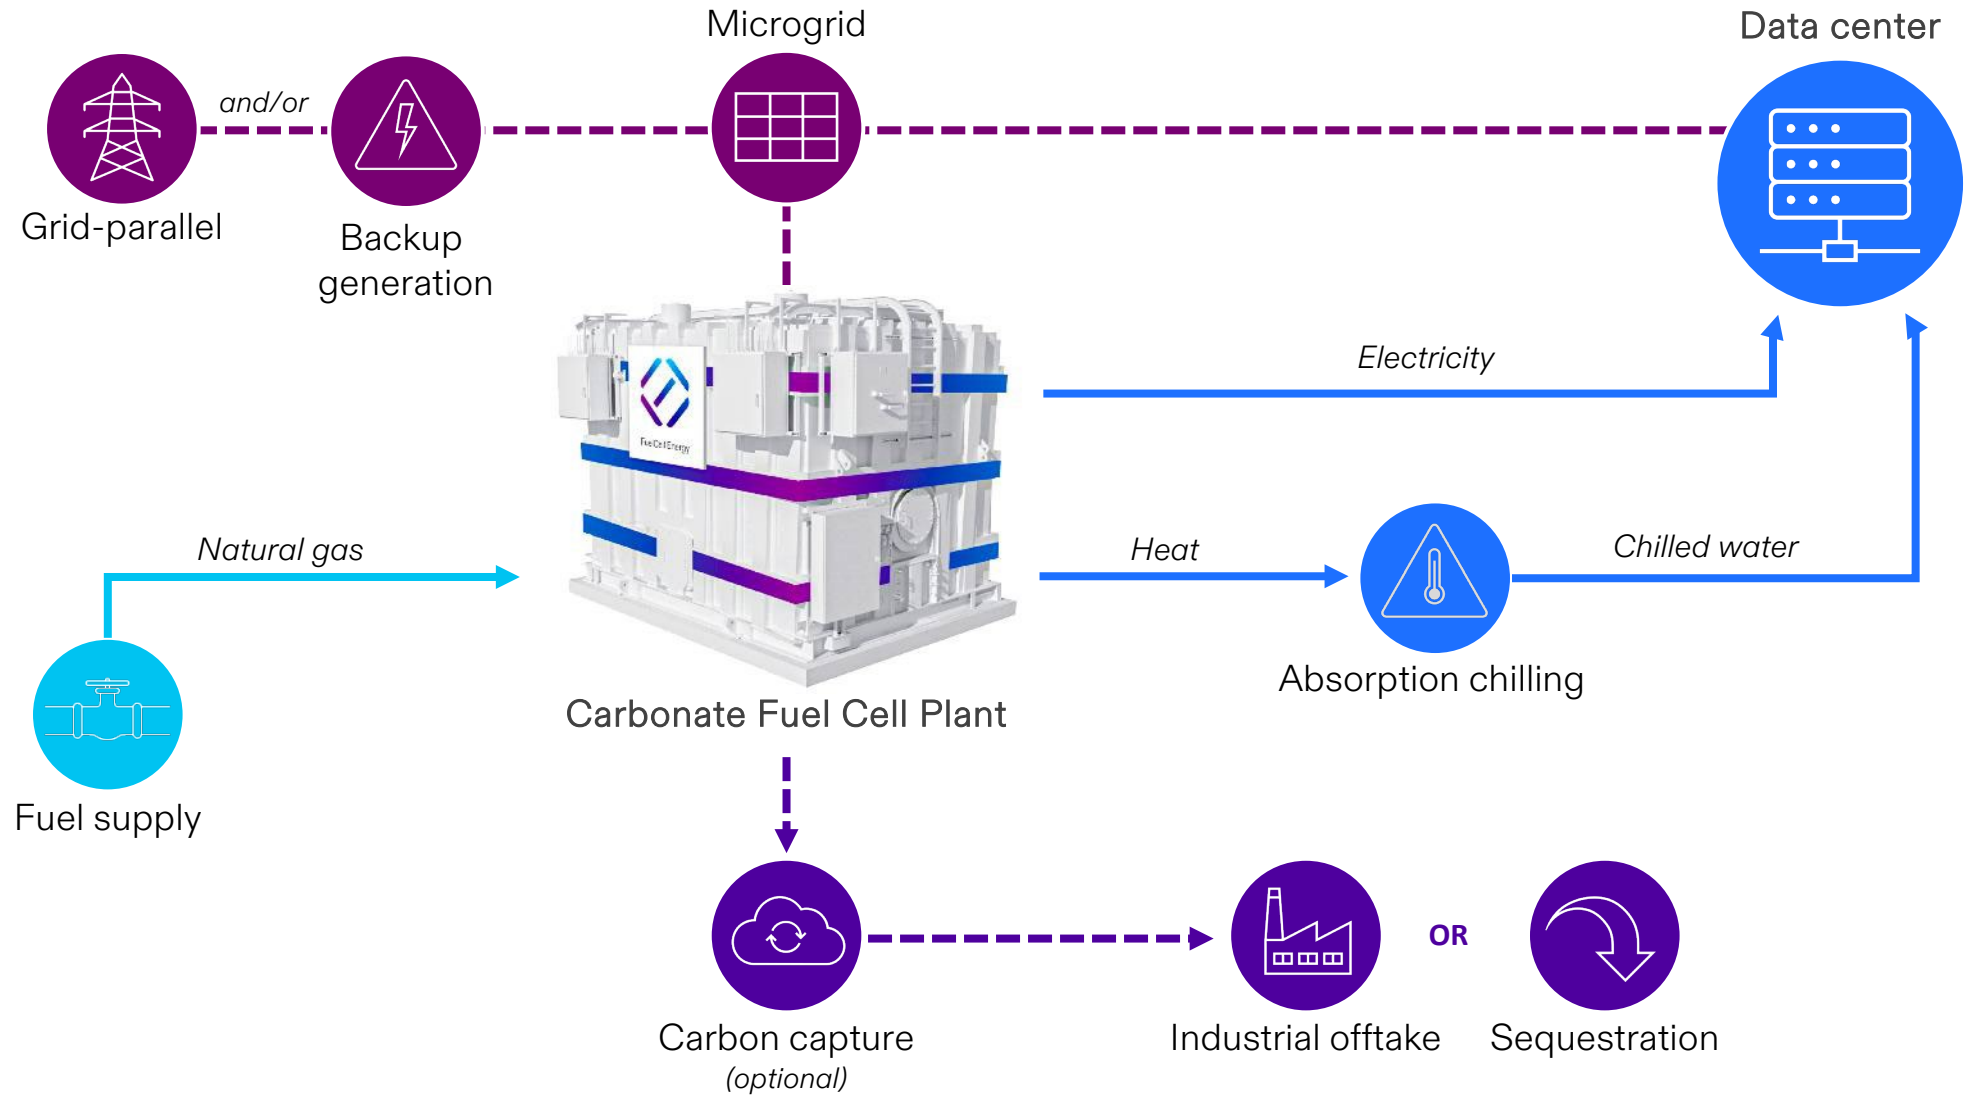 Microgrid
Data center
and/or
Grid-parallel
Backup
generation
Electricity
FuelCellEnergy
Natural gas
Heat
Chilled water
Absorption chilling
Carbonate Fuel Cell Plant
Fuel supply
OR
Carbon capture
(optional)
Industrial offtake
Sequestration